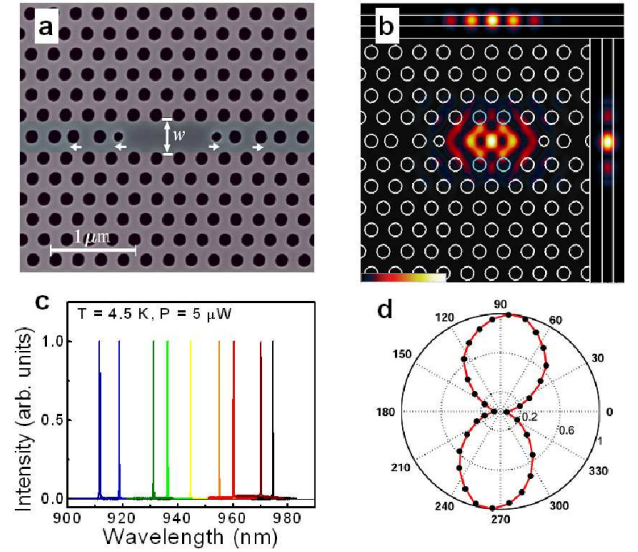 a
w
1 μm
b
c
T = 4.5 K, P = 5 μW
Intensity (arb. units)
1.0
0.5
0.0
900 920 940 960 980
Wavelength (nm)
d
90
120 60
150 30
180 0
0.2
0.6
1
210 330
240 300
270